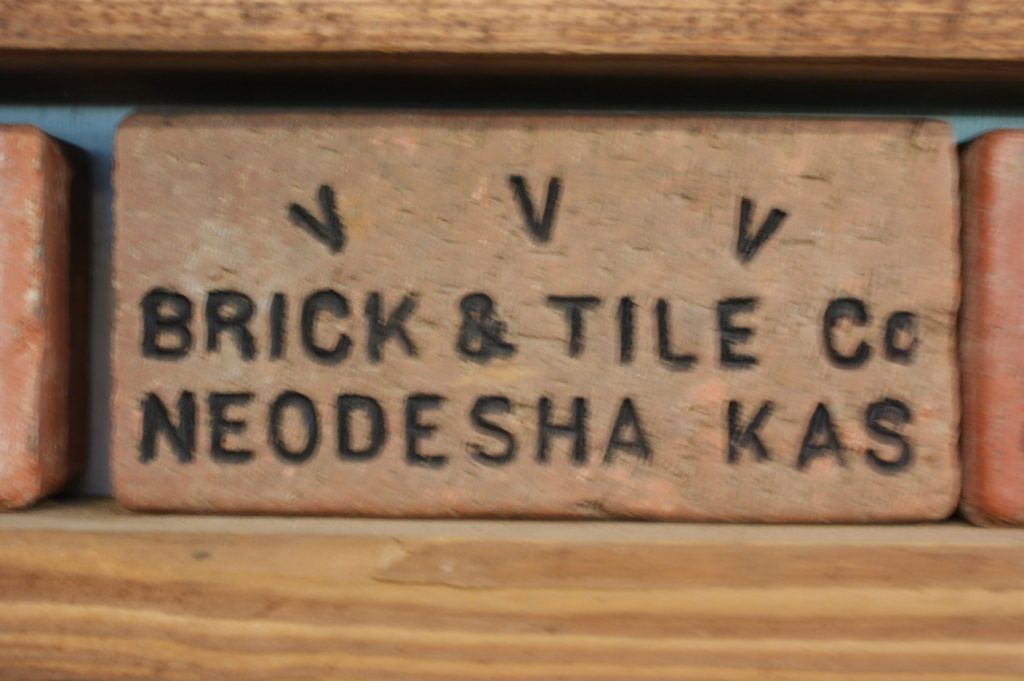 V V V
BRICK & TILE Co
NEODESHA KAS